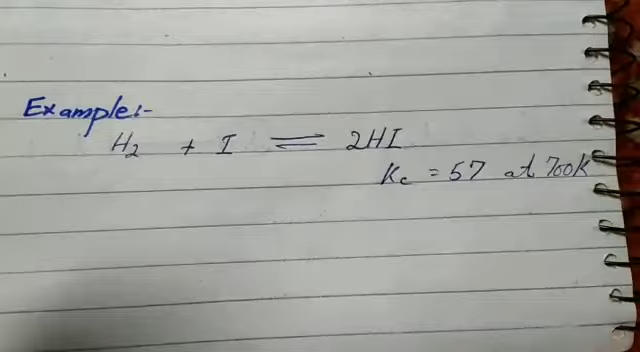 Example:-
H₂ + I ⇌ 2HI
Kc = 57 at 700K